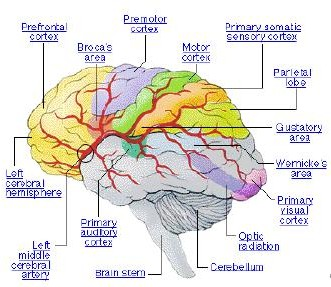 Prefrontal
cortex
Premotor
cortex
Broca's
area
Motor
cortex
Primary somatic
sensory cortex
Parietal
lobe
Gustatory
area
Wernicke's
area
Primary
visual
cortex
Optic
radiation
Cerebellum
Brain stem
Primary
auditory
cortex
Left
middle
cerebral
artery
Left
cerebral
hemisphere